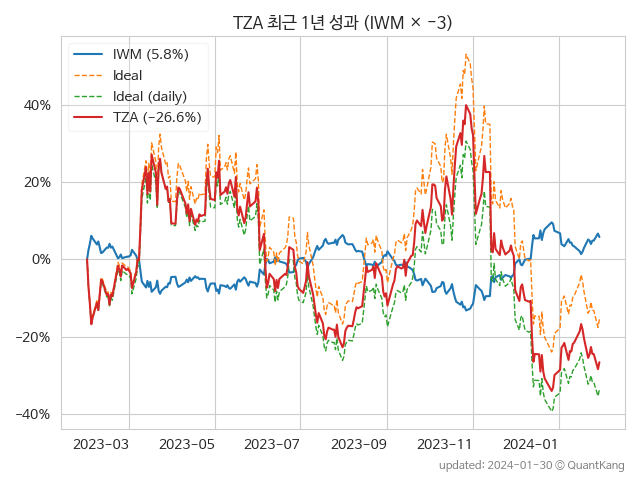 TZA 최근 1년 성과 (IWM × −3)
IWM (5.8%)
Ideal
Ideal (daily)
TZA (−26.6%)
40%
20%
0%
−20%
−40%
2023-03 2023-05 2023-07 2023-09 2023-11 2024-01
updated: 2024-01-30 © QuantKang